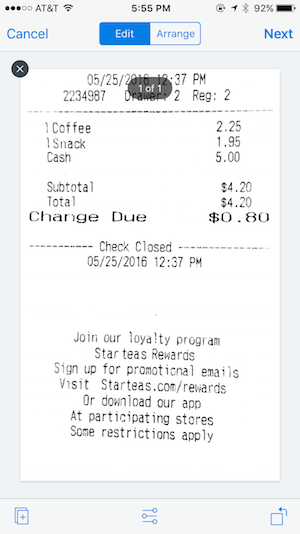 AT&T 5:55 PM 92%
Cancel Edit Arrange Next
1 of 1
05/25/2016 12:37 PM
2234987 Drawer: 2 Reg: 2
1 Coffee 2.25
1 Snack 1.95
Cash 5.00
Subtotal $4.20
Total $4.20
Change Due $0.80
Check Closed
05/25/2016 12:37 PM
Join our loyalty program
Starteas Rewards
Sign up for promotional emails
Visit Starteas.com/rewards
Or download our app
At participating stores
Some restrictions apply